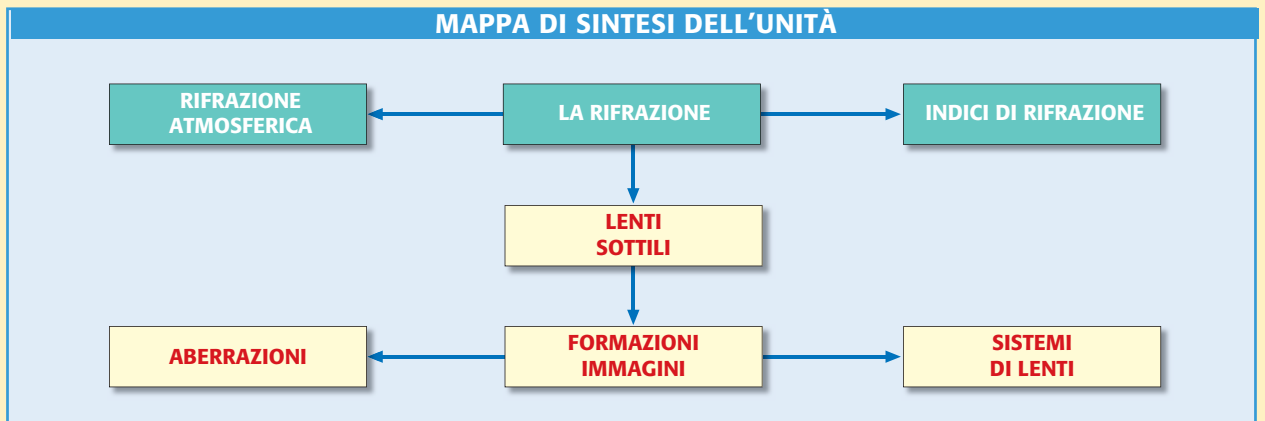 MAPPA DI SINTESI DELL'UNITÀ
RIFRAZIONE
ATMOSFERICA
LA RIFRAZIONE
INDICI DI RIFRAZIONE
LENTI
SOTTILI
ABERRAZIONI
FORMAZIONI
IMMAGINI
SISTEMI
DI LENTI